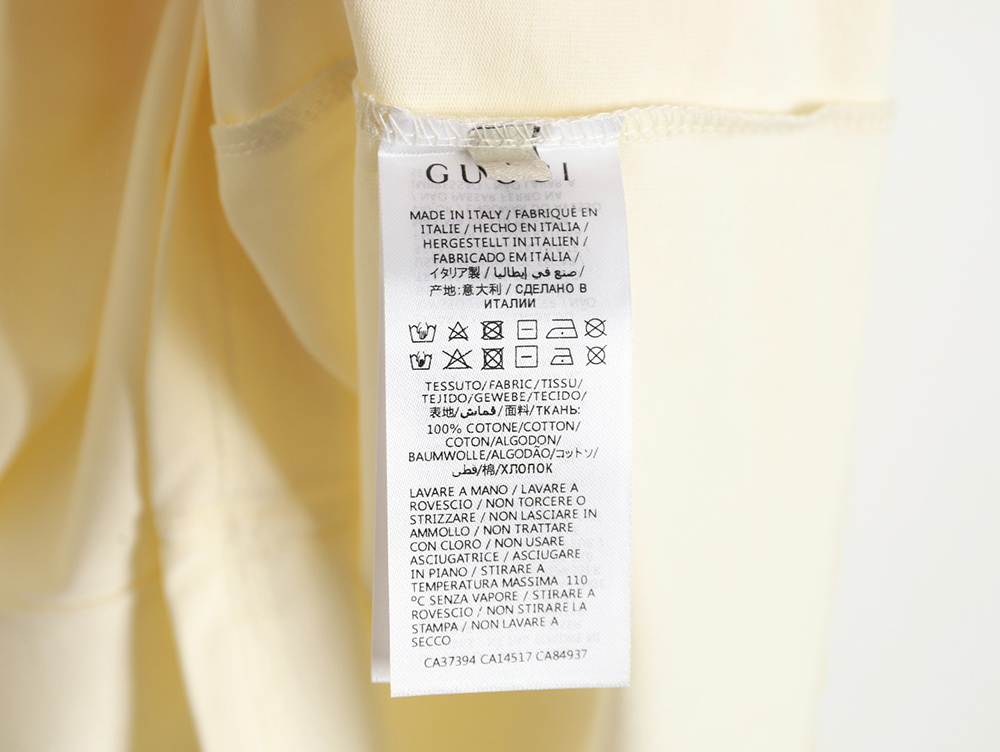 GUCCI
MADE IN ITALY / FABRIQUÉ EN
ITALIE / HECHO EN ITALIA /
HERGESTELLT IN ITALIEN /
FABRICADO EM ITÁLIA /
イタリア製 / صنع في إيطاليا /
产地:意大利 / СДЕЛАНО В
ИТАЛИИ
TESSUTO/FABRIC/TISSU/
TEJIDO/GEWEBE/TECIDO/
表地/قماش/面料/ТКАНЬ:
100% COTONE/COTTON/
COTON/ALGODON/
BAUMWOLLE/ALGODÃO/コットン/
قطن/棉/ХЛОПОК
LAVARE A MANO / LAVARE A
ROVESCIO / NON TORCERE O
STRIZZARE / NON LASCIARE IN
AMMOLLO / NON TRATTARE
CON CLORO / NON USARE
ASCIUGATRICE / ASCIUGARE
IN PIANO / STIRARE A
TEMPERATURA MASSIMA 110
ºC SENZA VAPORE / STIRARE A
ROVESCIO / NON STIRARE LA
STAMPA / NON LAVARE A
SECCO
CA37394 CA14517 CA84937